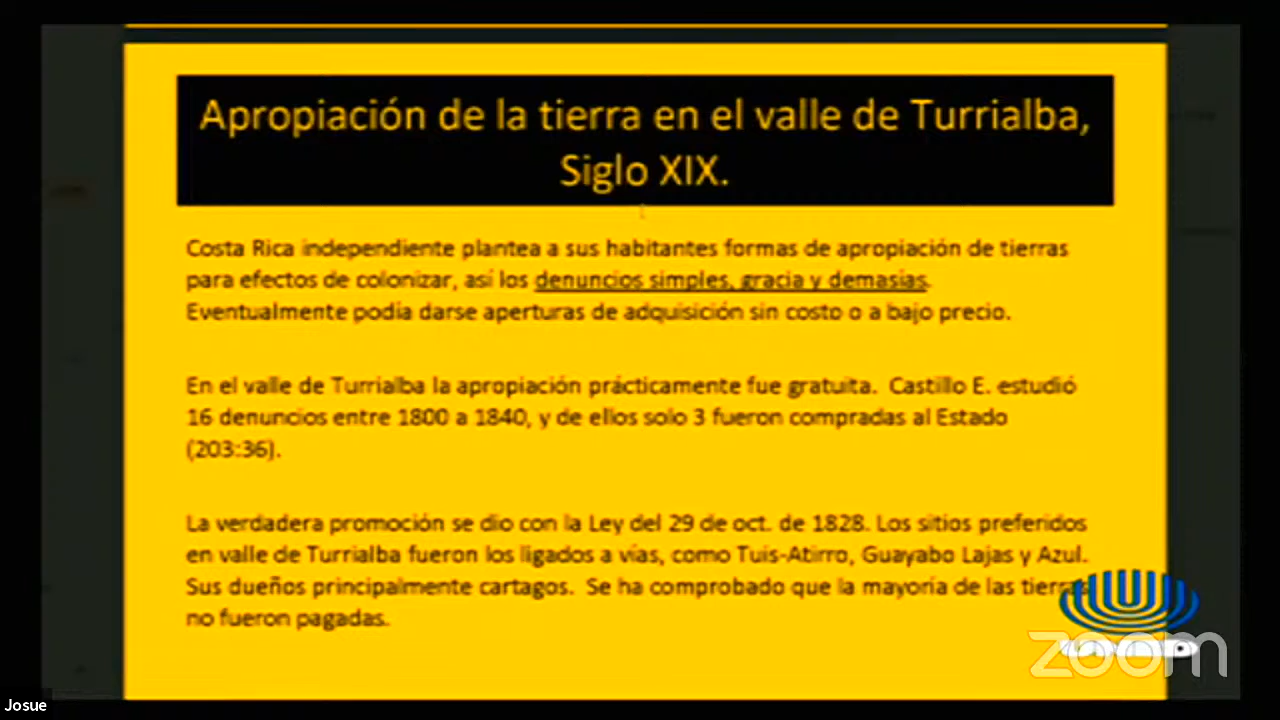 Apropiación de la tierra en el valle de Turrialba,
Siglo XIX.
Costa Rica independiente plantea a sus habitantes formas de apropiación de tierras
para efectos de colonizar, así los denuncios simples, gracia y demasías.
Eventualmente podía darse aperturas de adquisición sin costo o a bajo precio.
En el valle de Turrialba la apropiación prácticamente fue gratuita. Castillo E. estudió
16 denuncios entre 1800 a 1840, y de ellos solo 3 fueron compradas al Estado
(203:36).
La verdadera promoción se dio con la Ley del 29 de oct. de 1828. Los sitios preferidos
en valle de Turrialba fueron los ligados a vías, como Tuis-Atirro, Guayabo Lajas y Azul.
Sus dueños principalmente cartagos. Se ha comprobado que la mayoría de las tierras
no fueron pagadas.
zoom
Josue